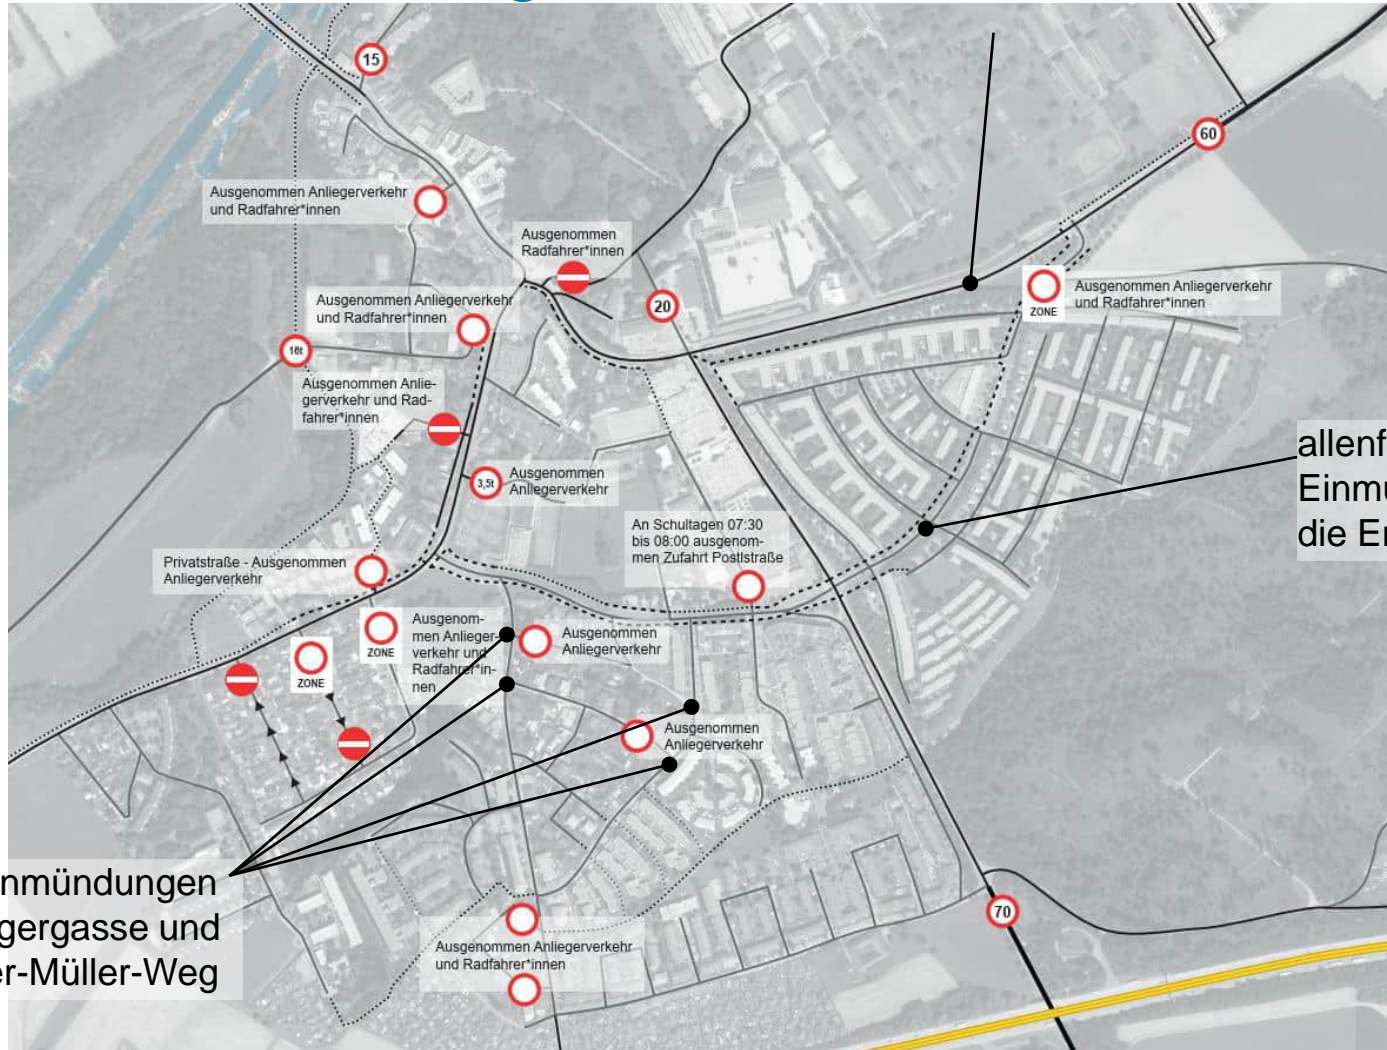 15
60
Ausgenommen Anliegerverkehr
und Radfahrer*innen
Ausgenommen
Radfahrer*innen
Ausgenommen Anliegerverkehr
und Radfahrer*innen
ZONE
Ausgenommen Anliegerverkehr
und Radfahrer*innen
20
16t
Ausgenommen Anlie-
gerverkehr und Rad-
fahrer*innen
allenf
Einmü
die Er
3,5t
Ausgenommen
Anliegerverkehr
An Schultagen 07:30
bis 08:00 ausgenom-
men Zufahrt Postlstraße
Privatstraße - Ausgenommen
Anliegerverkehr
ZONE
Ausgenom-
men Anlieger-
verkehr und
Radfahrer*in-
nen
Ausgenommen
Anliegerverkehr
ZONE
Ausgenommen
Anliegerverkehr
nmündungen
gergasse und
er-Müller-Weg
70
Ausgenommen Anliegerverkehr
und Radfahrer*innen